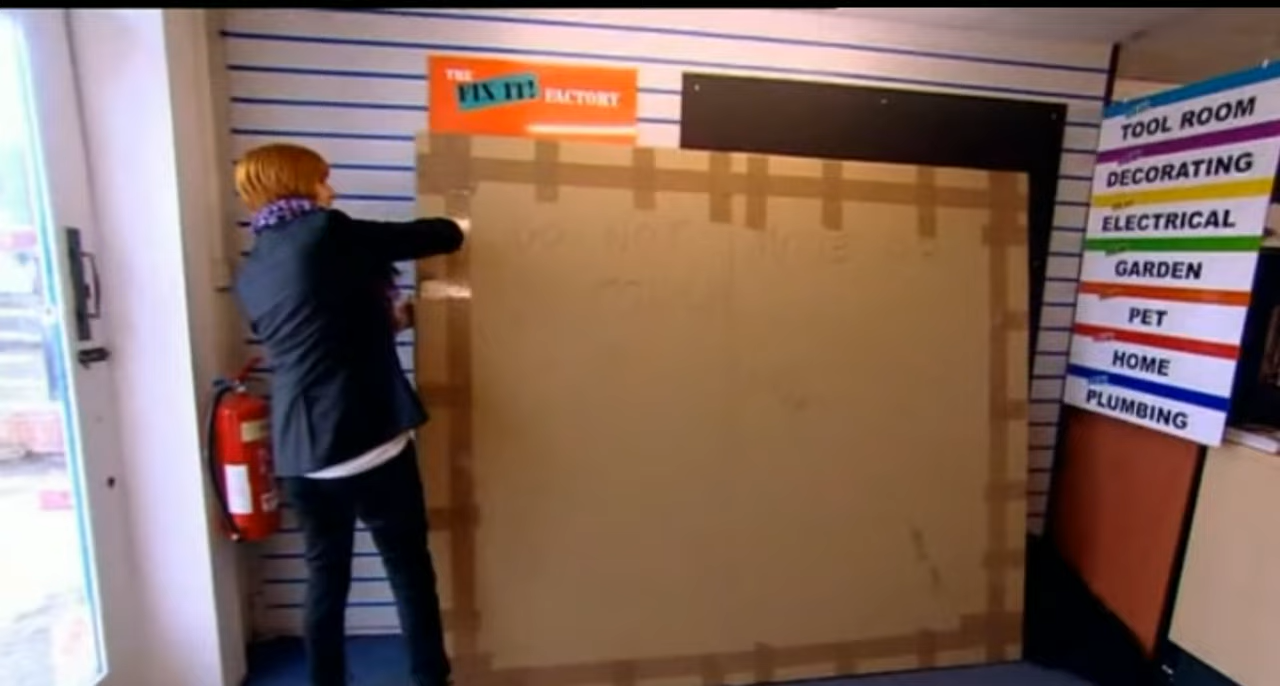 THE
FIX IT! FACTORY
TOOL ROOM
DECORATING
ELECTRICAL
GARDEN
PET
HOME
PLUMBING